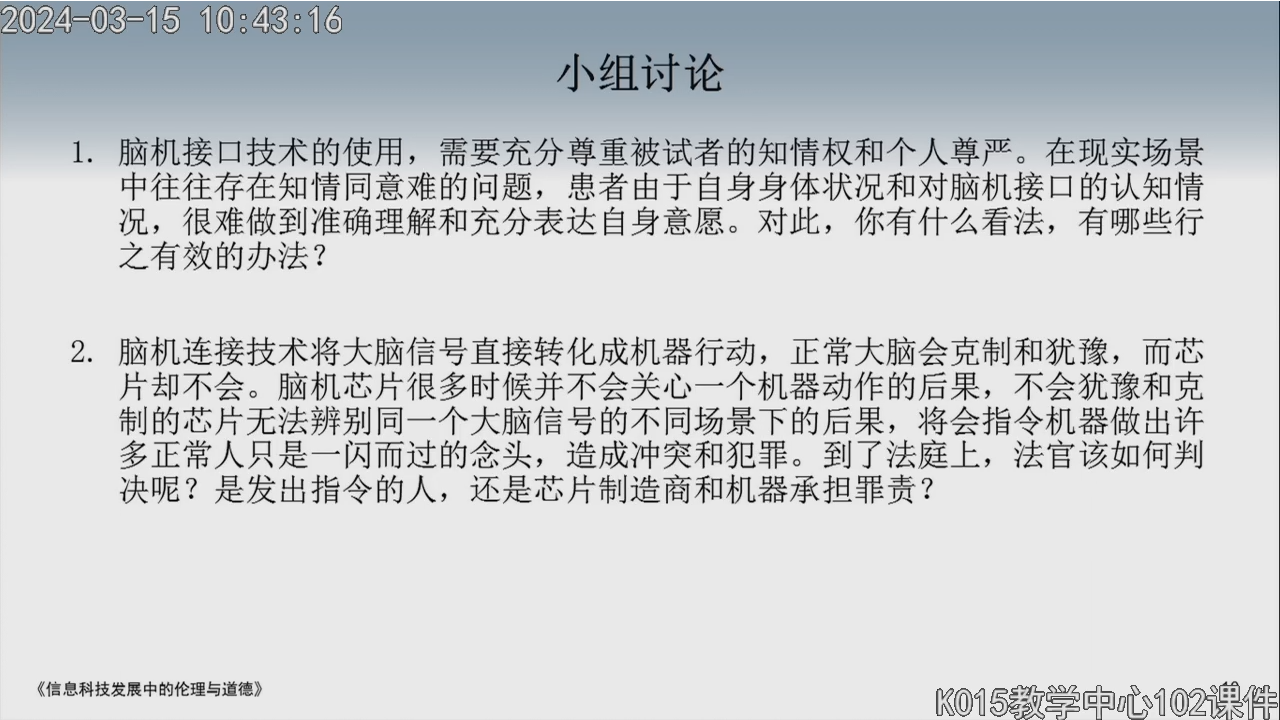 2024-03-15 10:43:16
小组讨论
1. 脑机接口技术的使用，需要充分尊重被试者的知情权和个人尊严。在现实场景
中往往存在知情同意难的问题，患者由于自身身体状况和对脑机接口的认知情
况，很难做到准确理解和充分表达自身意愿。对此，你有什么看法，有哪些行
之有效的办法？
2. 脑机连接技术将大脑信号直接转化成机器行动，正常大脑会克制和犹豫，而芯
片却不会。脑机芯片很多时候并不会关心一个机器动作的后果，不会犹豫和克
制的芯片无法辨别同一个大脑信号的不同场景下的后果，将会指令机器做出许
多正常人只是一闪而过的念头，造成冲突和犯罪。到了法庭上，法官该如何判
决呢？是发出指令的人，还是芯片制造商和机器承担罪责？
《信息科技发展中的伦理与道德》
K015教学中心102课件